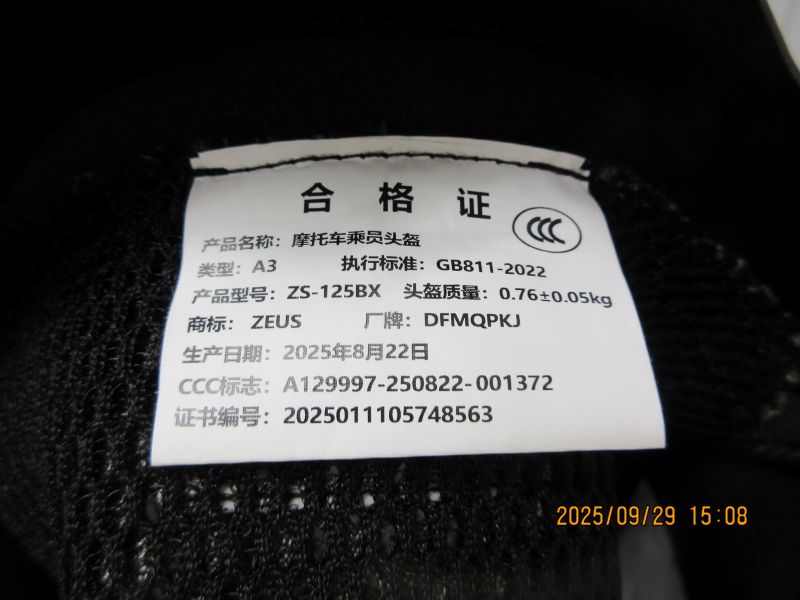 合格证
CCC
产品名称：摩托车乘员头盔
类型：A3 执行标准：GB811-2022
产品型号：ZS-125BX 头盔质量：0.76±0.05kg
商标：ZEUS 厂牌：DFMQPKJ
生产日期：2025年8月22日
CCC标志：A129997-250822-001372
证书编号：2025011105748563
2025/09/29 15:08